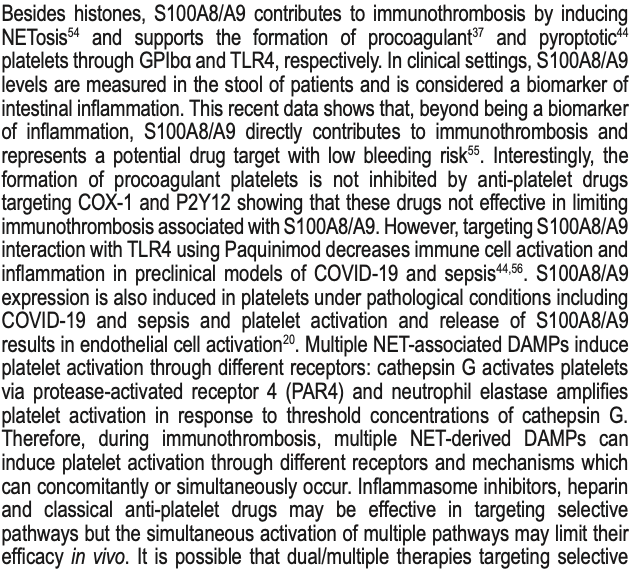 Besides histones, S100A8/A9 contributes to immunothrombosis by inducing
NETosis54 and supports the formation of procoagulant37 and pyroptotic44
platelets through GPIbα and TLR4, respectively. In clinical settings, S100A8/A9
levels are measured in the stool of patients and is considered a biomarker of
intestinal inflammation. This recent data shows that, beyond being a biomarker
of inflammation, S100A8/A9 directly contributes to immunothrombosis and
represents a potential drug target with low bleeding risk55. Interestingly, the
formation of procoagulant platelets is not inhibited by anti-platelet drugs
targeting COX-1 and P2Y12 showing that these drugs not effective in limiting
immunothrombosis associated with S100A8/A9. However, targeting S100A8/A9
interaction with TLR4 using Paquinimod decreases immune cell activation and
inflammation in preclinical models of COVID-19 and sepsis44,56. S100A8/A9
expression is also induced in platelets under pathological conditions including
COVID-19 and sepsis and platelet activation and release of S100A8/A9
results in endothelial cell activation20. Multiple NET-associated DAMPs induce
platelet activation through different receptors: cathepsin G activates platelets
via protease-activated receptor 4 (PAR4) and neutrophil elastase amplifies
platelet activation in response to threshold concentrations of cathepsin G.
Therefore, during immunothrombosis, multiple NET-derived DAMPs can
induce platelet activation through different receptors and mechanisms which
can concomitantly or simultaneously occur. Inflammasome inhibitors, heparin
and classical anti-platelet drugs may be effective in targeting selective
pathways but the simultaneous activation of multiple pathways may limit their
efficacy in vivo. It is possible that dual/multiple therapies targeting selective